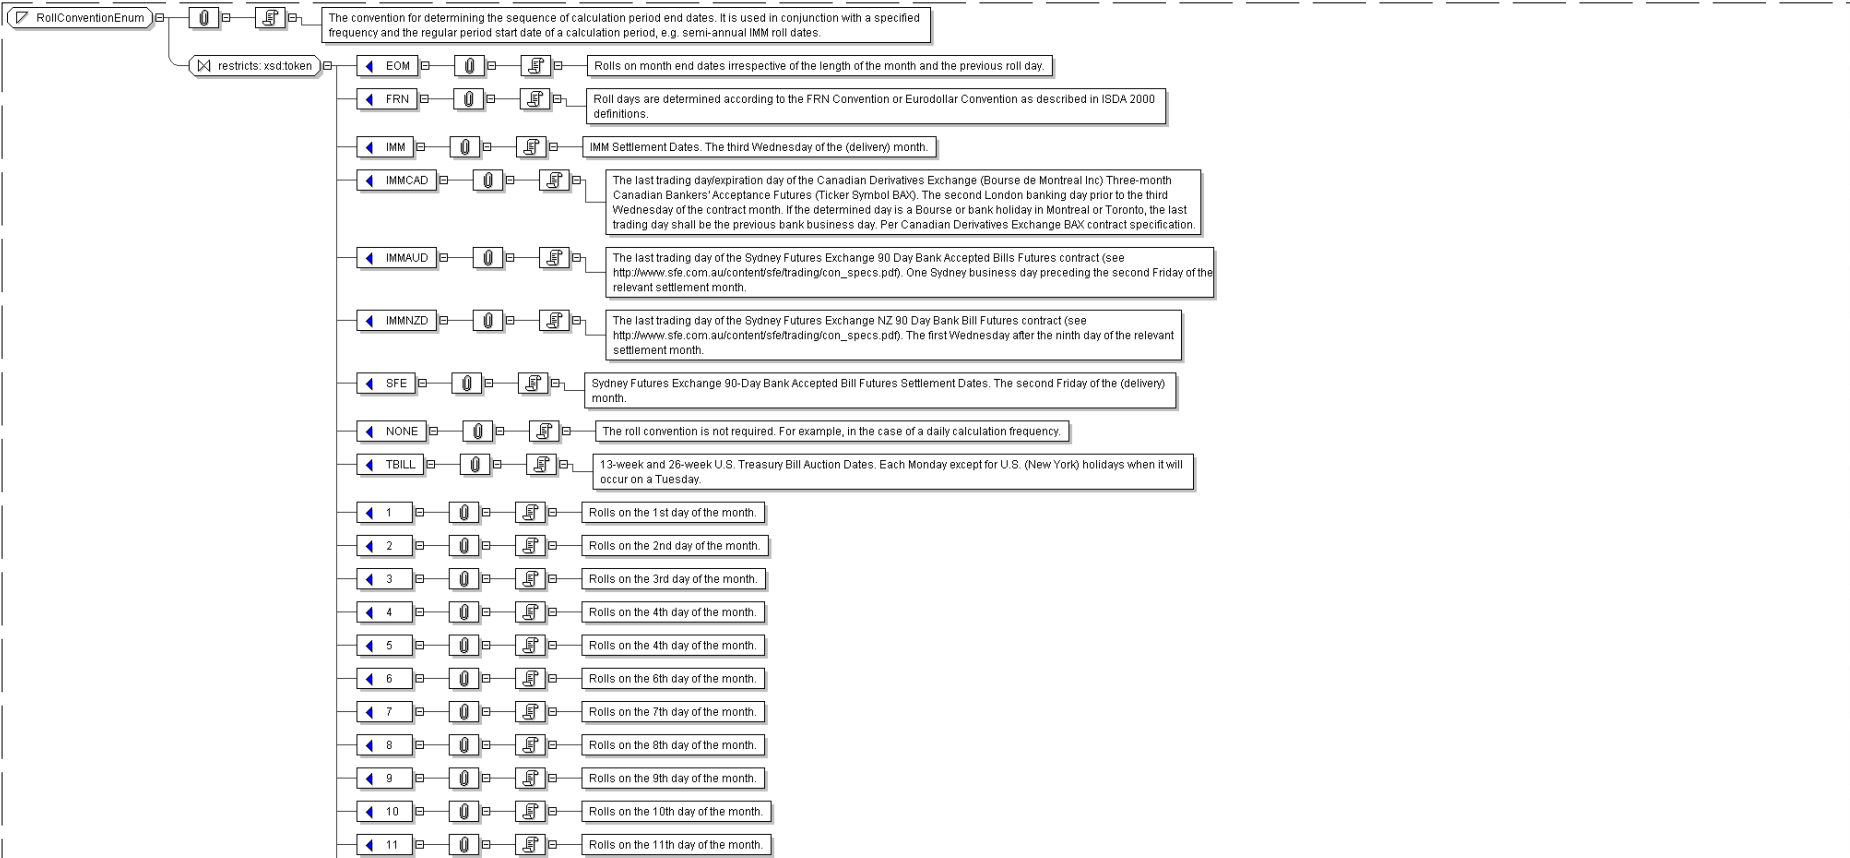 RollConventionEnum
The convention for determining the sequence of calculation period end dates. It is used in conjunction with a specified
frequency and the regular period start date of a calculation period, e.g. semi-annual IMM roll dates.
restricts: xsd:token
EOM
Rolls on month end dates irrespective of the length of the month and the previous roll day.
FRN
Roll days are determined according to the FRN Convention or Eurodollar Convention as described in ISDA 2000
definitions.
IMM
IMM Settlement Dates. The third Wednesday of the (delivery) month.
IMMCAD
The last trading day/expiration day of the Canadian Derivatives Exchange (Bourse de Montreal Inc) Three-month
Canadian Bankers' Acceptance Futures (Ticker Symbol BAX). The second London banking day prior to the third
Wednesday of the contract month. If the determined day is a Bourse or bank holiday in Montreal or Toronto, the last
trading day shall be the previous bank business day. Per Canadian Derivatives Exchange BAX contract specification.
IMMAUD
The last trading day of the Sydney Futures Exchange 90 Day Bank Accepted Bills Futures contract (see
http://www.sfe.com.au/content/sfe/trading/con_specs.pdf). One Sydney business day preceding the second Friday of the
relevant settlement month.
IMMNZD
The last trading day of the Sydney Futures Exchange NZ 90 Day Bank Bill Futures contract (see
http://www.sfe.com.au/content/sfe/trading/con_specs.pdf). The first Wednesday after the ninth day of the relevant
settlement month.
SFE
Sydney Futures Exchange 90-Day Bank Accepted Bill Futures Settlement Dates. The second Friday of the (delivery)
month.
NONE
The roll convention is not required. For example, in the case of a daily calculation frequency.
TBILL
13-week and 26-week U.S. Treasury Bill Auction Dates. Each Monday except for U.S. (New York) holidays when it will
occur on a Tuesday.
1
Rolls on the 1st day of the month.
2
Rolls on the 2nd day of the month.
3
Rolls on the 3rd day of the month.
4
Rolls on the 4th day of the month.
5
Rolls on the 4th day of the month.
6
Rolls on the 6th day of the month.
7
Rolls on the 7th day of the month.
8
Rolls on the 8th day of the month.
9
Rolls on the 9th day of the month.
10
Rolls on the 10th day of the month.
11
Rolls on the 11th day of the month.